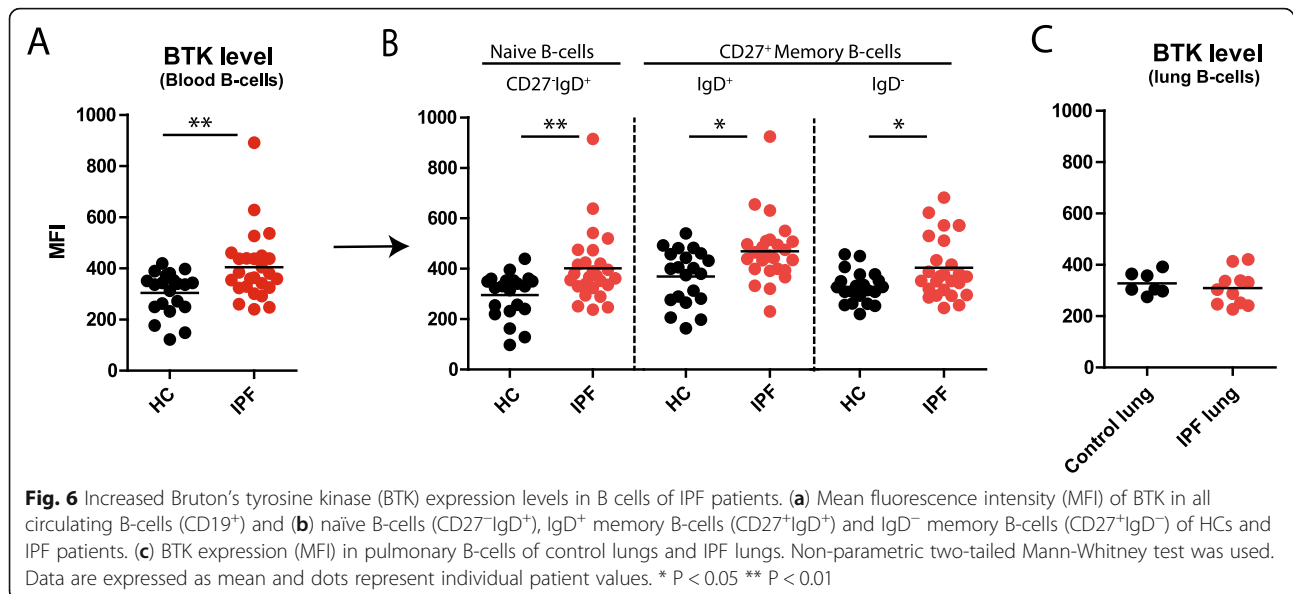 A
BTK level
(Blood B-cells)
**
1000
800
600
400
200
0
MFI
HC
IPF
B
Naive B-cells
CD27⁻IgD⁺
CD27⁺ Memory B-cells
IgD⁺
IgD⁻
**
*
*
1000
800
600
400
200
0
HC
IPF
HC
IPF
HC
IPF
C
BTK level
(lung B-cells)
1000
800
600
400
200
0
Control lung
IPF lung
Fig. 6 Increased Bruton's tyrosine kinase (BTK) expression levels in B cells of IPF patients. (a) Mean fluorescence intensity (MFI) of BTK in all
circulating B-cells (CD19⁺) and (b) naïve B-cells (CD27⁻IgD⁺), IgD⁺ memory B-cells (CD27⁺IgD⁺) and IgD⁻ memory B-cells (CD27⁺IgD⁻) of HCs and
IPF patients. (c) BTK expression (MFI) in pulmonary B-cells of control lungs and IPF lungs. Non-parametric two-tailed Mann-Whitney test was used.
Data are expressed as mean and dots represent individual patient values. * P < 0.05 ** P < 0.01